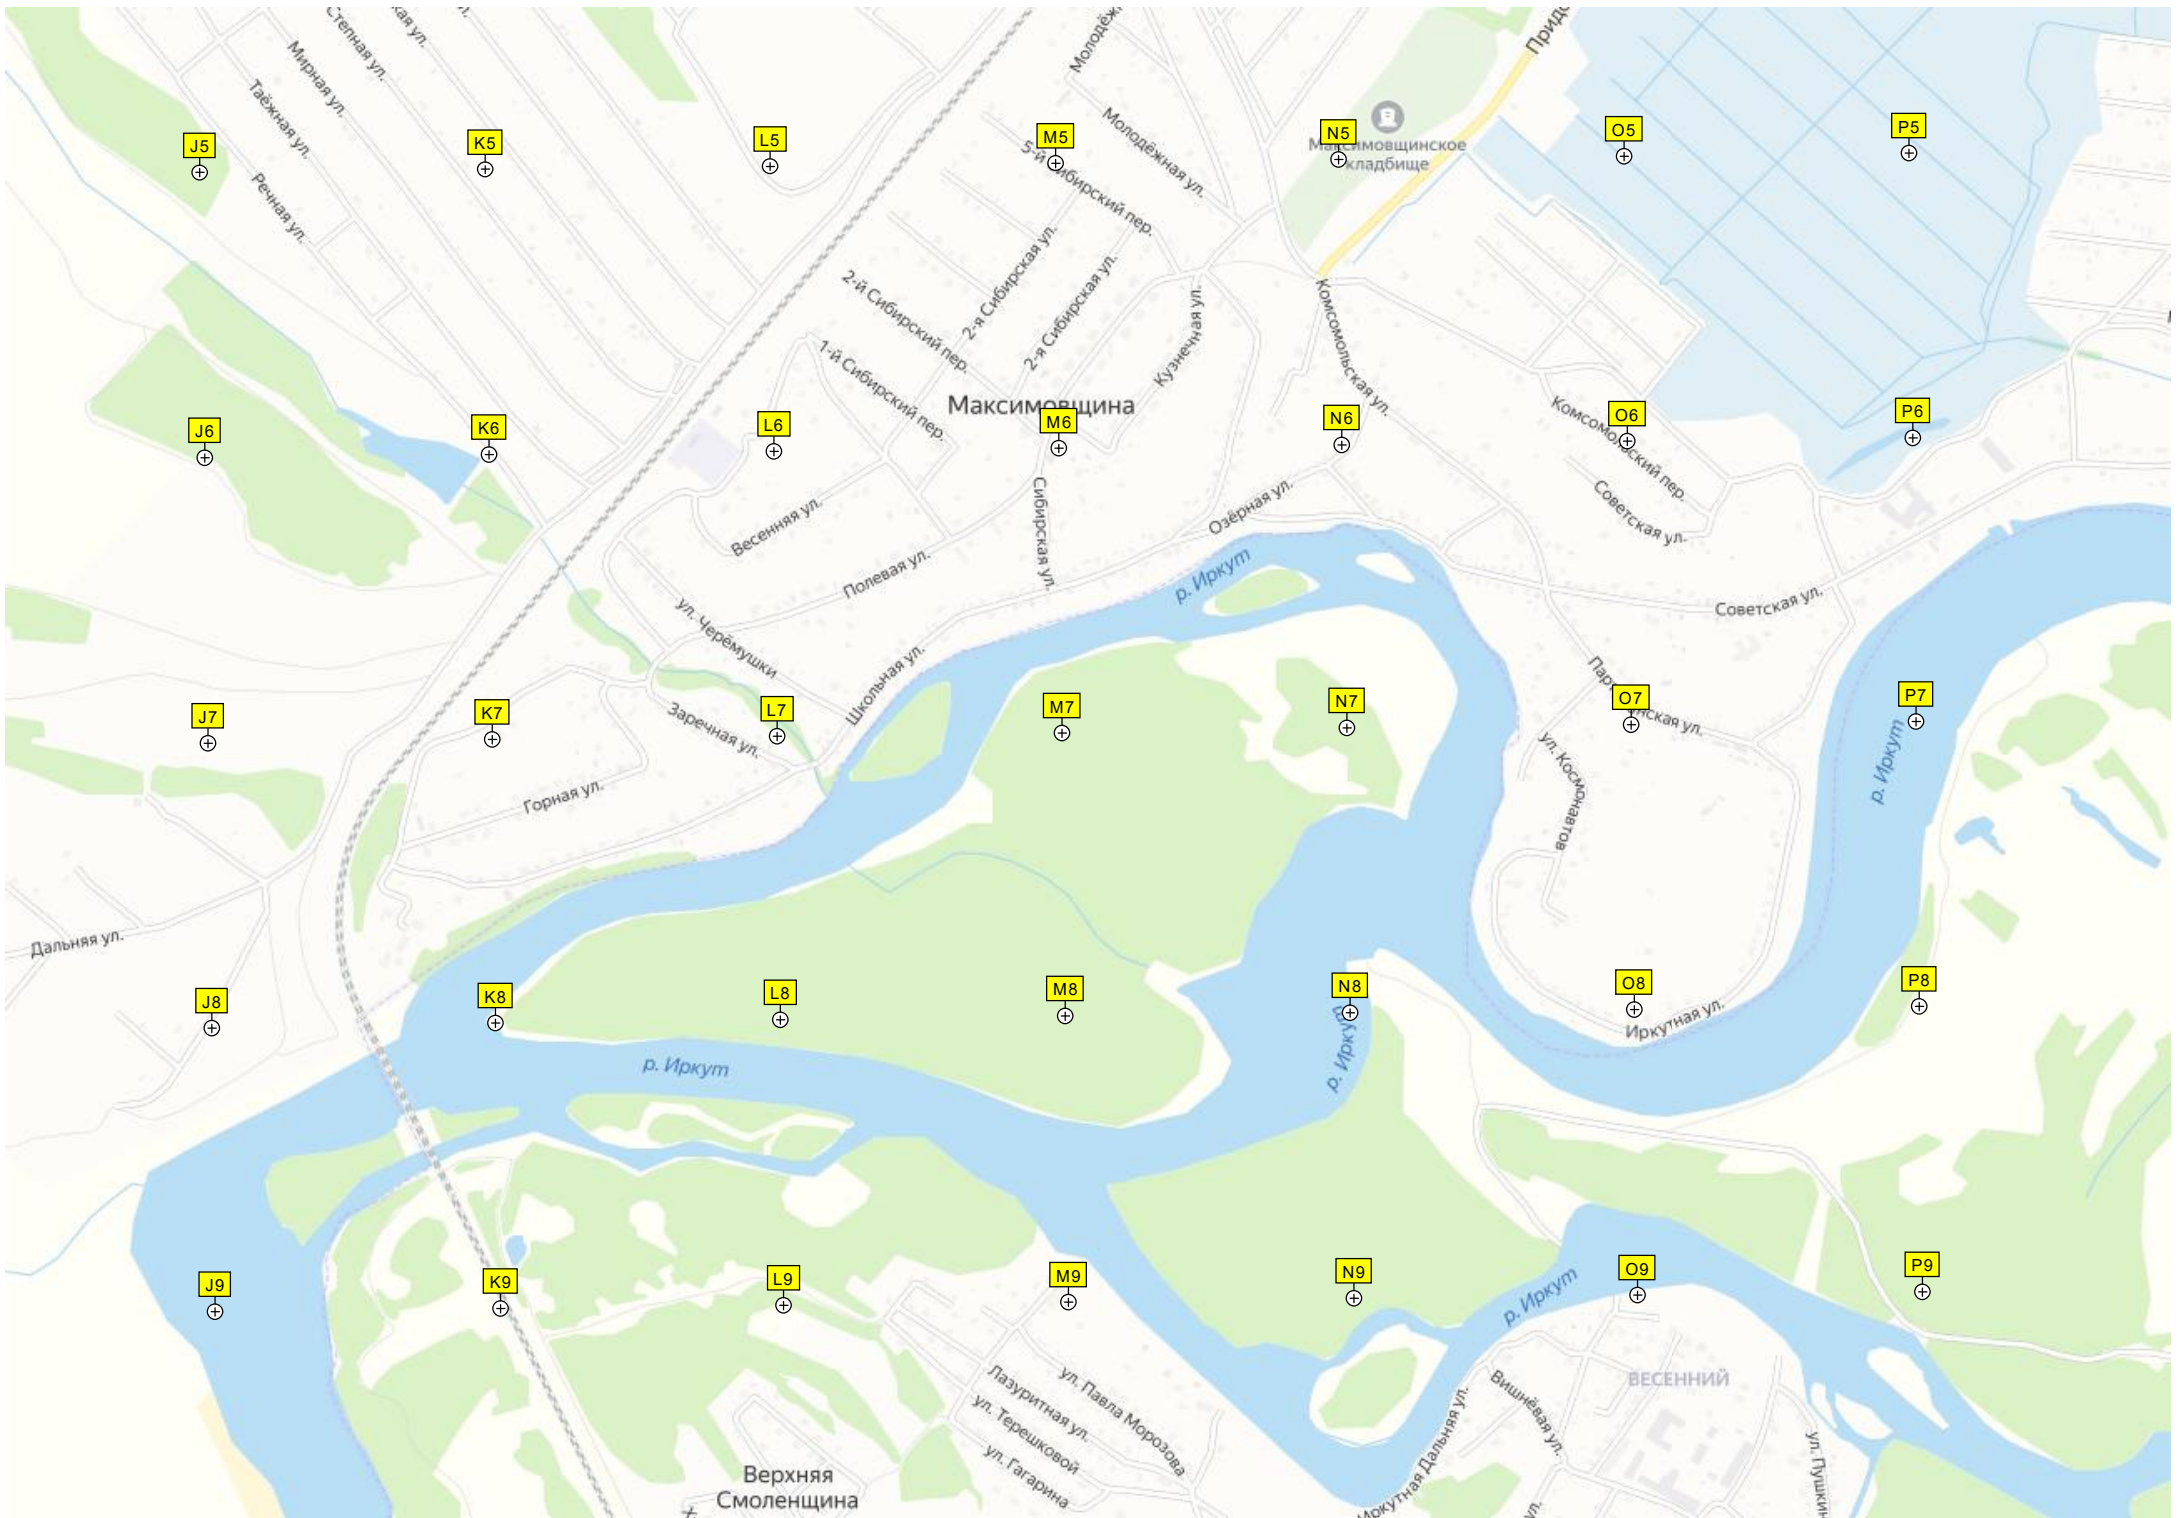 Степная ул.
Мирная ул.
Таёжная ул.
Речная ул.
Молодёжная ул.
5-й Сибирский пер.
Максимовщинское
кладбище
J5
K5
L5
M5
N5
O5
P5
2-я Сибирская ул.
2-я Сибирская ул.
2-й Сибирский пер.
1-й Сибирский пер.
Кузнечная ул.
Комсомольская ул.
Максимовщина
Комсомольский пер.
J6
K6
L6
M6
N6
O6
P6
Весенняя ул.
Сибирская ул.
Озёрная ул.
Советская ул.
Полевая ул.
р. Иркут
Советская ул.
ул. Черёмушки
Школьная ул.
Партизанская ул.
J7
K7
L7
M7
N7
O7
P7
Заречная ул.
Горная ул.
ул. Космонавтов
р. Иркут
Дальняя ул.
J8
K8
L8
M8
N8
O8
P8
Иркутная ул.
р. Иркут
р. Иркут
J9
K9
L9
M9
N9
O9
P9
р. Иркут
ВЕСЕННИЙ
Лазуритная ул.
ул. Павла Морозова
ул. Терешковой
ул. Гагарина
Вишнёвая ул.
Иркутная Дальняя ул.
Верхняя
Смоленщина